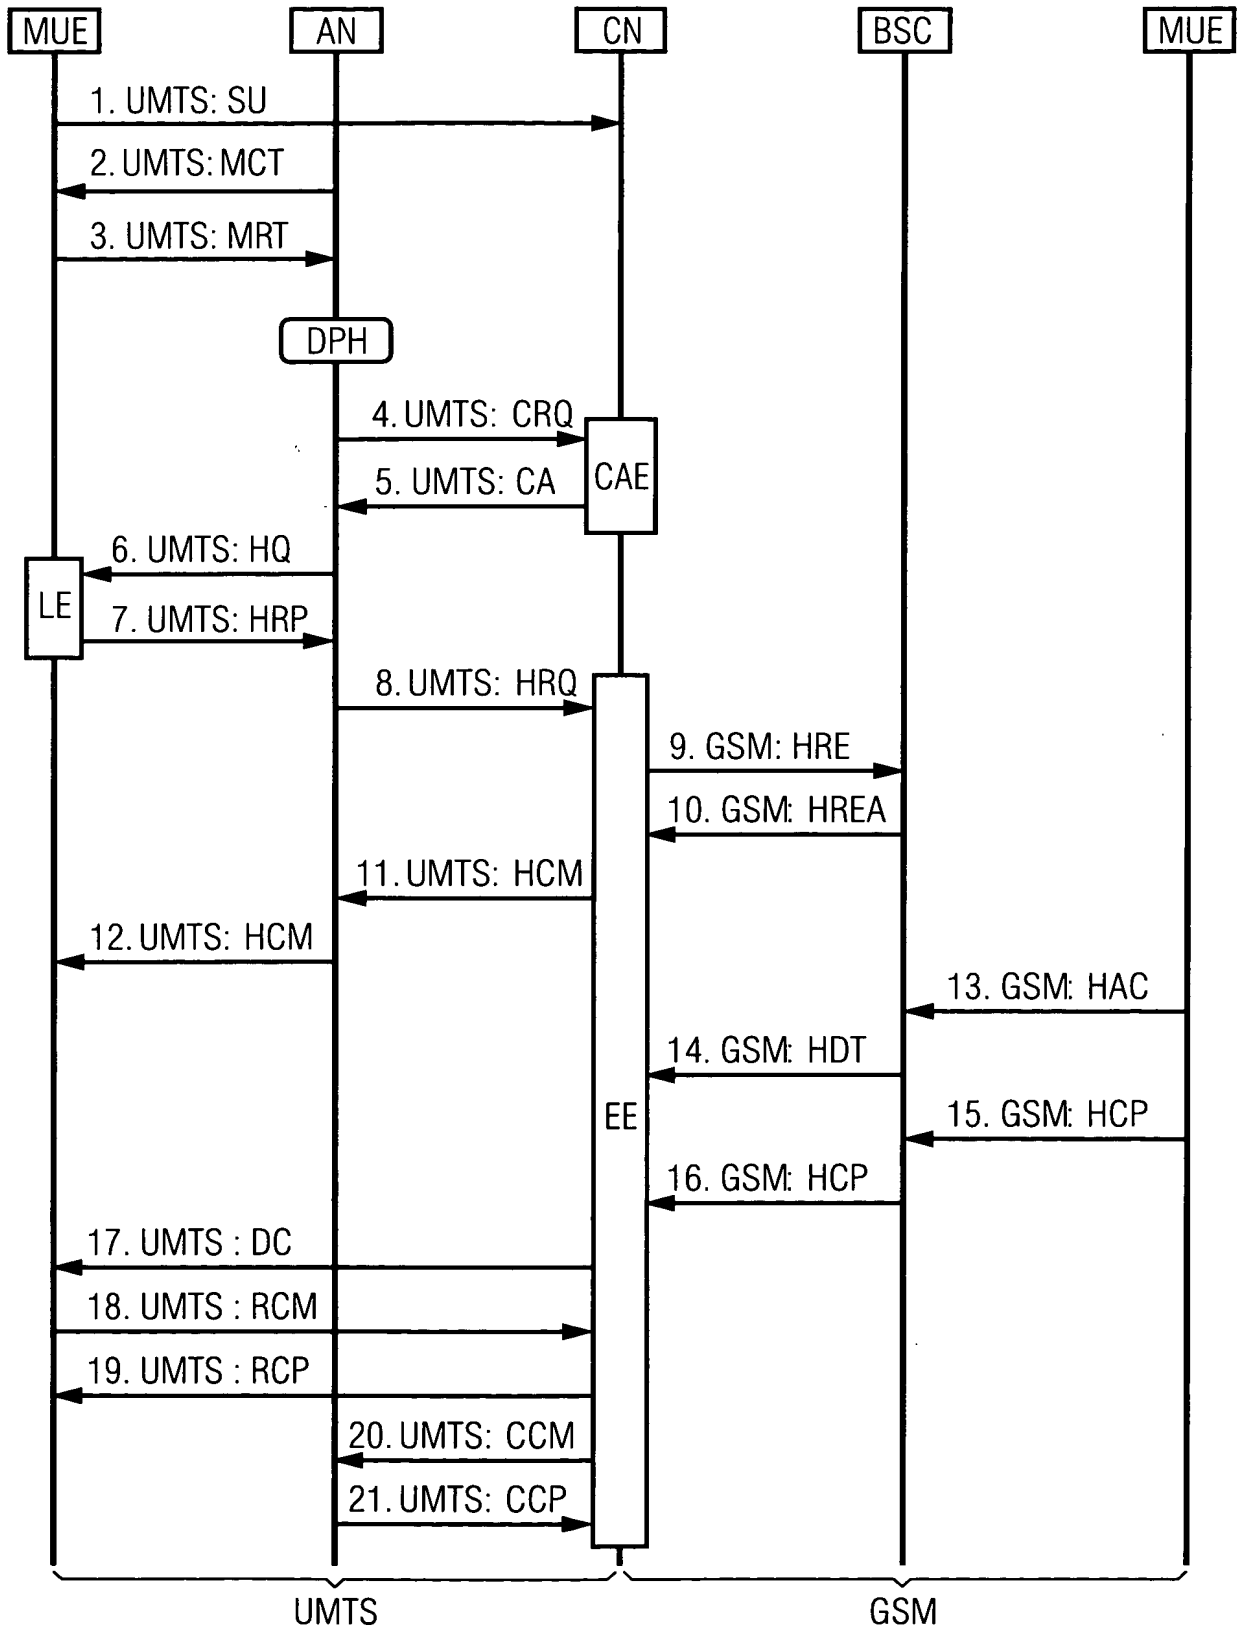 MUE AN CN BSC MUE
1. UMTS: SU
2. UMTS: MCT
3. UMTS: MRT
DPH
4. UMTS: CRQ
CAE
5. UMTS: CA
6. UMTS: HQ
LE
7. UMTS: HRP
8. UMTS: HRQ
9. GSM: HRE
10. GSM: HREA
11. UMTS: HCM
12. UMTS: HCM
13. GSM: HAC
14. GSM: HDT
EE
15. GSM: HCP
16. GSM: HCP
17. UMTS : DC
18. UMTS : RCM
19. UMTS : RCP
20. UMTS: CCM
21. UMTS: CCP
UMTS GSM